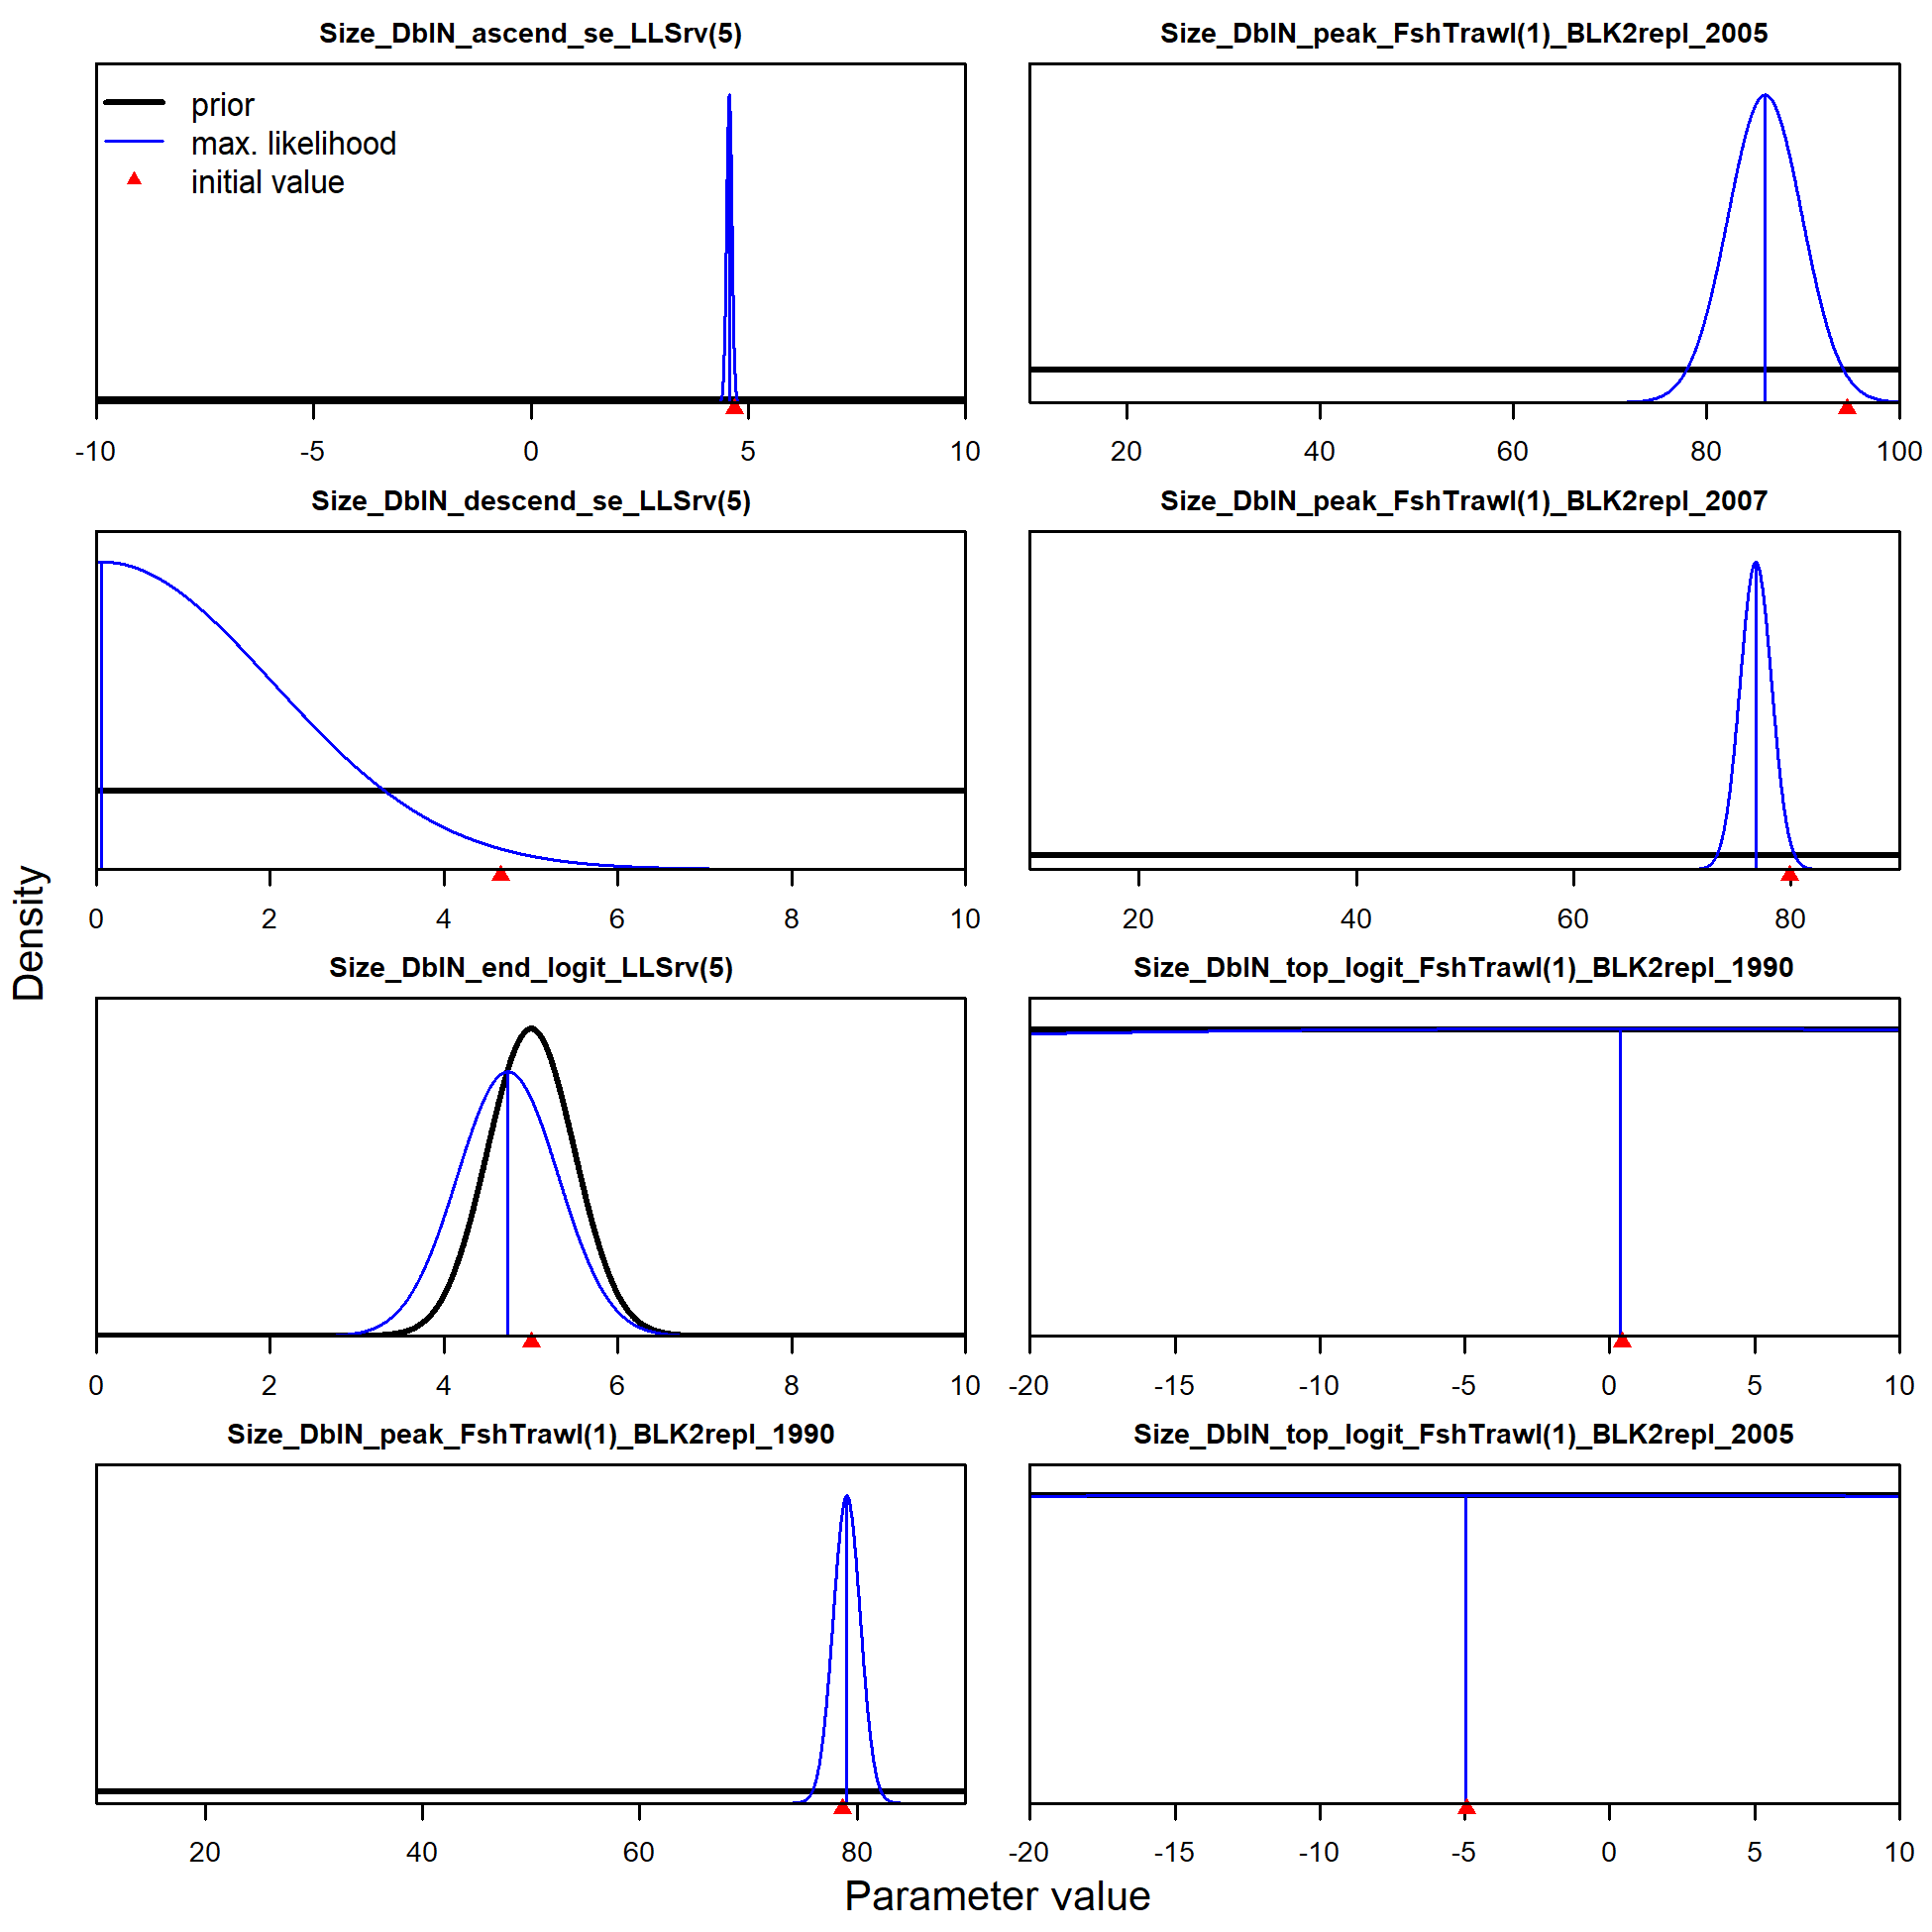 Size_DblN_ascend_se_LLSrv(5)
prior
max. likelihood
initial value
-10 -5 0 5 10
Size_DblN_peak_FshTrawl(1)_BLK2repl_2005
20 40 60 80 100
Size_DblN_descend_se_LLSrv(5)
0 2 4 6 8 10
Size_DblN_peak_FshTrawl(1)_BLK2repl_2007
20 40 60 80
Size_DblN_end_logit_LLSrv(5)
0 2 4 6 8 10
Size_DblN_top_logit_FshTrawl(1)_BLK2repl_1990
-20 -15 -10 -5 0 5 10
Size_DblN_peak_FshTrawl(1)_BLK2repl_1990
20 40 60 80
Size_DblN_top_logit_FshTrawl(1)_BLK2repl_2005
-20 -15 -10 -5 0 5 10
Density
Parameter value